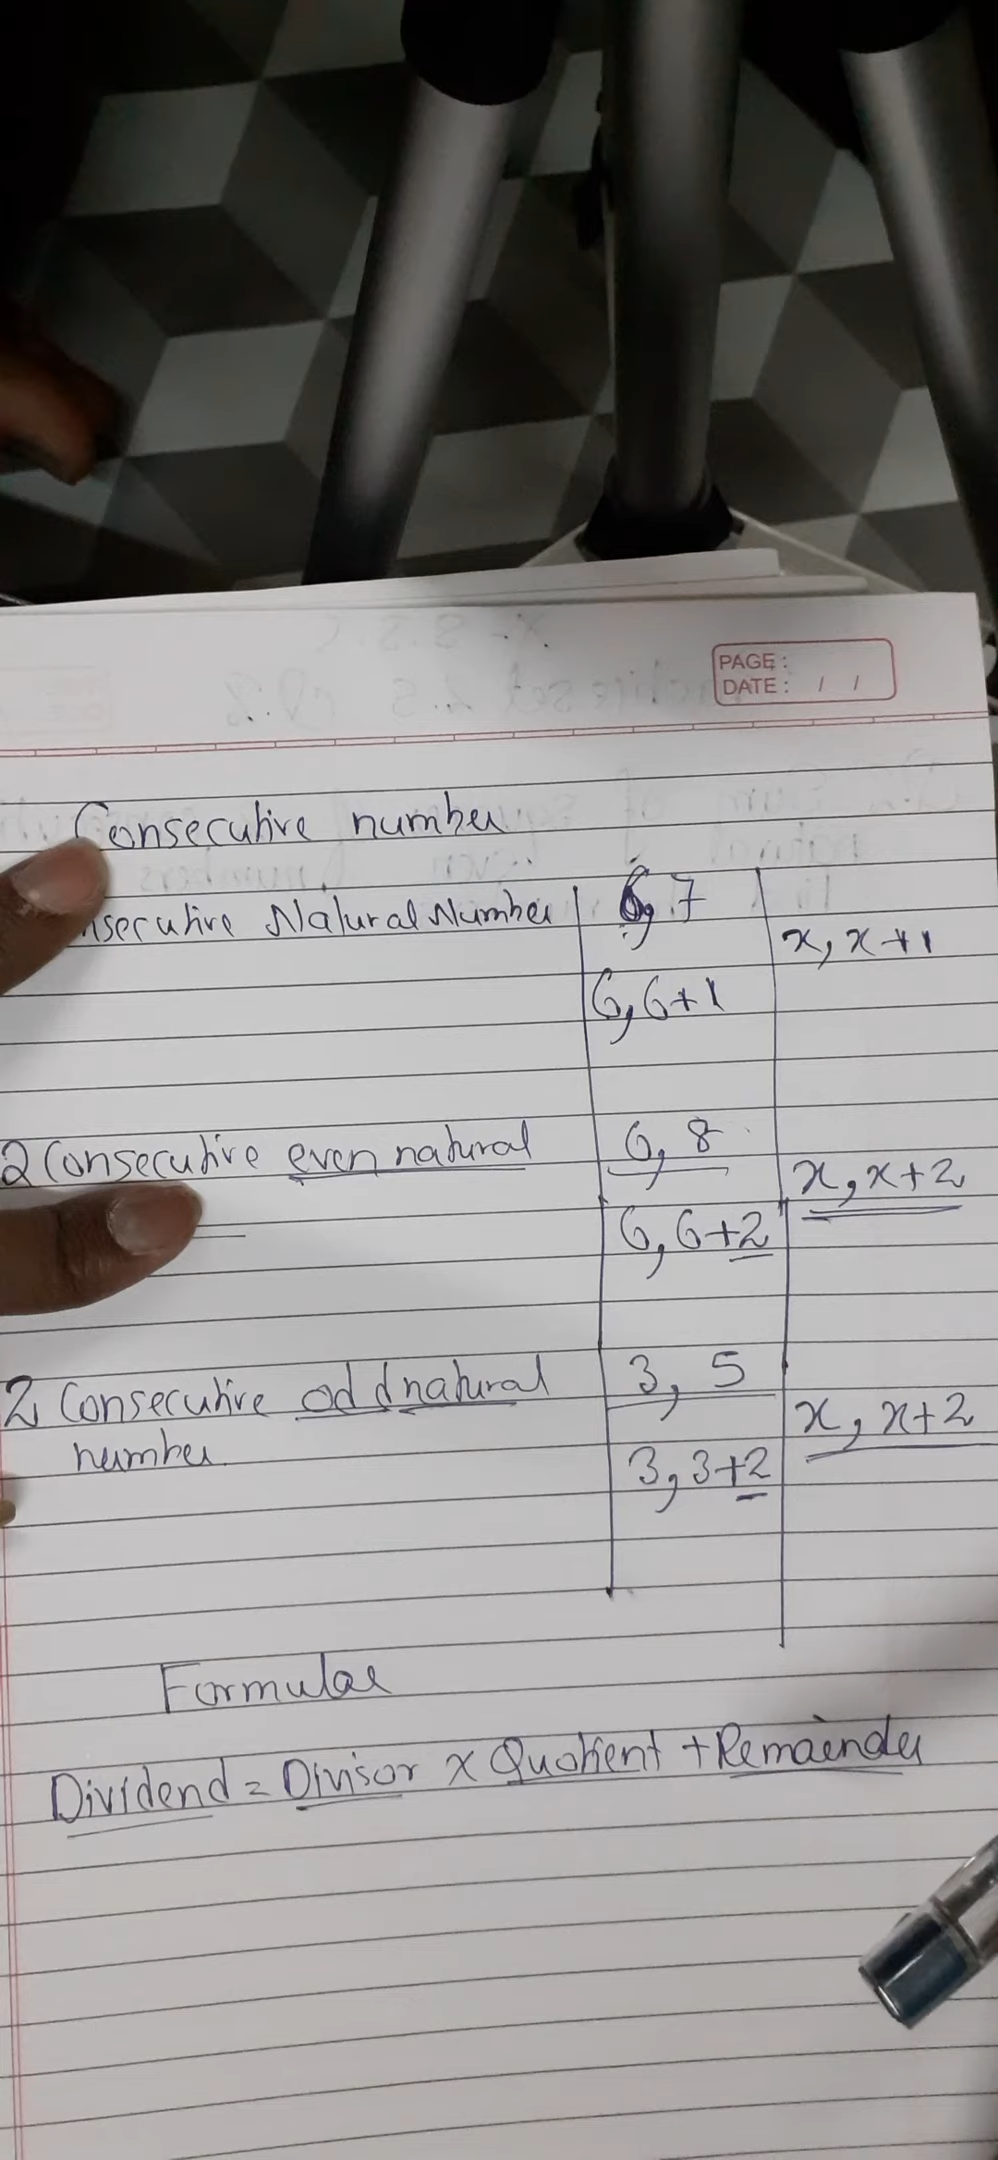 PAGE:
DATE: / /
Consecutive number
Natural Number | 6, 7 | x, x+1
6, 6+1
2 Consecutive even natural | 6, 8 | x, x+2
6, 6+2
2 Consecutive odd natural | 3, 5 | x, x+2
number
3, 3+2
Formulae
Dividend = Divisor x Quotient + Remainder